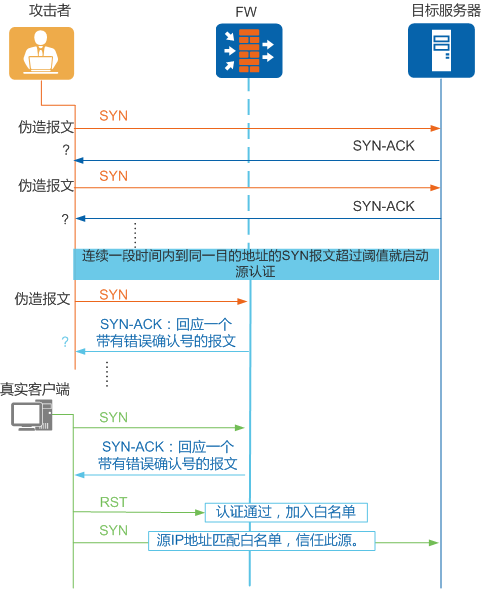 攻击者
FW
目标服务器
伪造报文
SYN
?
SYN-ACK
伪造报文
SYN
?
SYN-ACK
连续一段时间内到同一目的地址的SYN报文超过阈值就启动
源认证
伪造报文
SYN
?
SYN-ACK：回应一个
带有错误确认号的报文
真实客户端
SYN
SYN-ACK：回应一个
带有错误确认号的报文
RST
认证通过，加入白名单
SYN
源IP地址匹配白名单，信任此源。